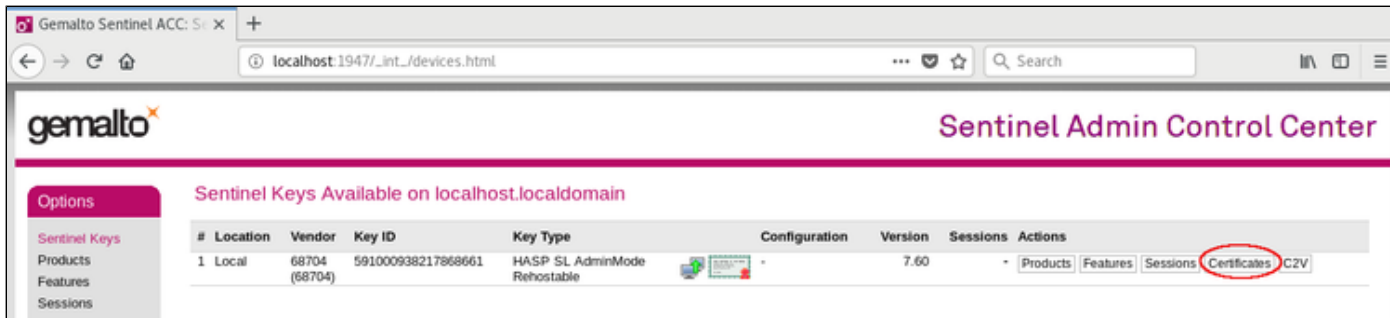 Gemalto Sentinel ACC: Se
localhost:1947/_int_/devices.html
Search
gemalto
Sentinel Admin Control Center
Options
Sentinel Keys
Products
Features
Sessions
Sentinel Keys Available on localhost.localdomain
# Location Vendor Key ID Key Type Configuration Version Sessions Actions
1 Local 68704 591000938217868661 HASP SL AdminMode - 7.60 - Products Features Sessions Certificates C2V
(68704) Rehostable